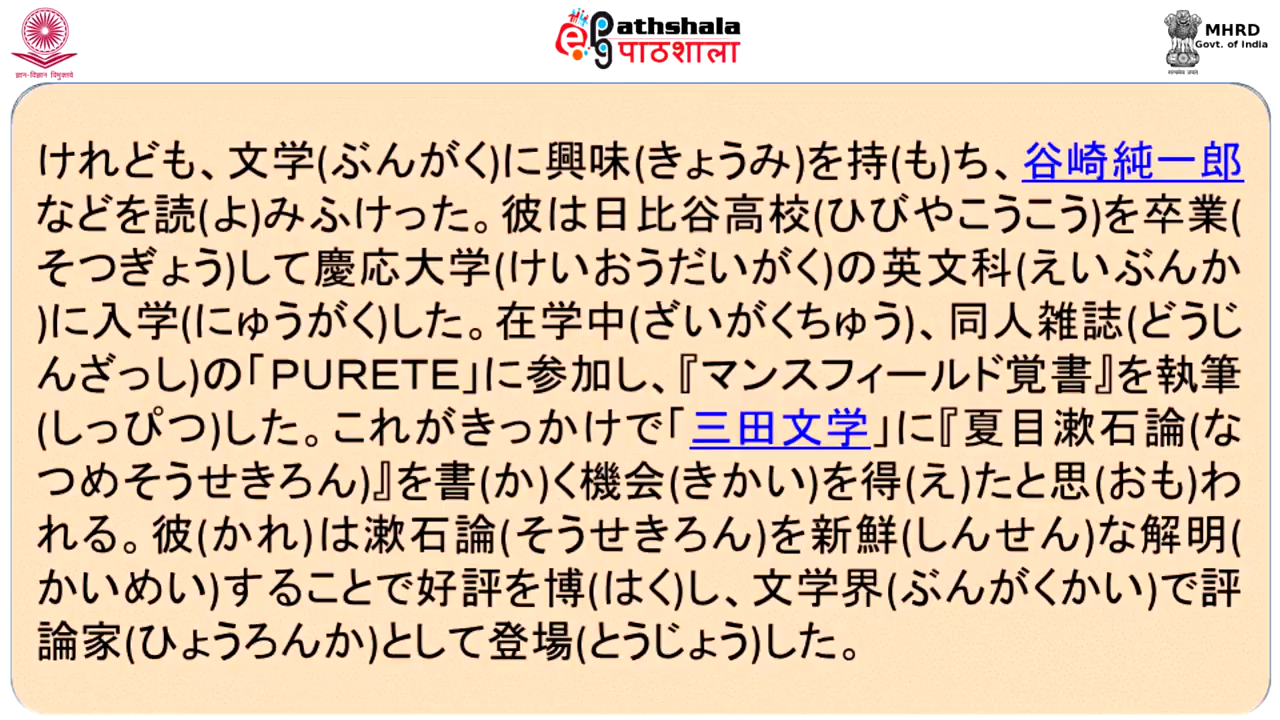 ज्ञान-विज्ञान विमुक्तये
ePathshala
पाठशाला
MHRD
Govt. of India
सत्यमेव जयते
けれども、文学(ぶんがく)に興味(きょうみ)を持(も)ち、谷崎純一郎
などを読(よ)みふけった。彼は日比谷高校(ひびやこうこう)を卒業(
そつぎょう)して慶応大学(けいおうだいがく)の英文科(えいぶんか
)に入学(にゅうがく)した。在学中(ざいがくちゅう)、同人雑誌(どうじ
んざっし)の「PURETE」に参加し、『マンスフィールド覚書』を執筆
(しっぴつ)した。これがきっかけで「三田文学」に『夏目漱石論(な
つめそうせきろん)』を書(か)く機会(きかい)を得(え)たと思(おも)わ
れる。彼(かれ)は漱石論(そうせきろん)を新鮮(しんせん)な解明(
かいめい)することで好評を博(はく)し、文学界(ぶんがくかい)で評
論家(ひょうろんか)として登場(とうじょう)した。